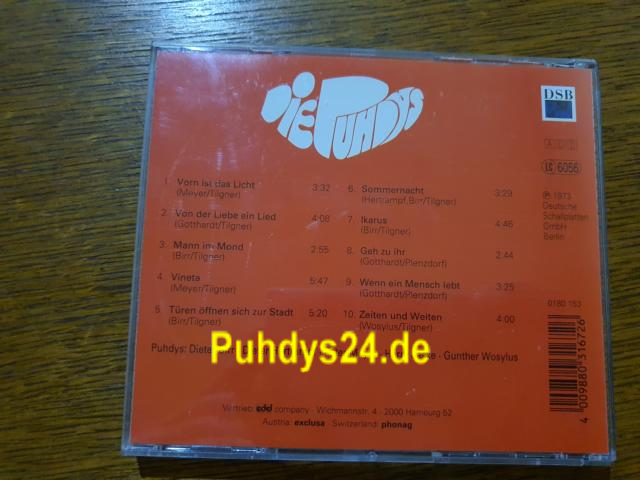 DIE PUHDYS
DSB
ADD
LC 6056
1. Vorn ist das Licht 3:32
(Meyer/Tilgner)
2. Von der Liebe ein Lied 4:08
(Gotthardt/Tilgner)
3. Mann im Mond 2:55
(Birr/Tilgner)
4. Vineta 5:47
(Meyer/Tilgner)
5. Türen öffnen sich zur Stadt 5:20
(Birr/Tilgner)
6. Sommernacht 3:29
(Hertrampf,Birr/Tilgner)
7. Ikarus 4:46
(Birr/Tilgner)
8. Geh zu ihr 2:44
(Gotthardt/Plenzdorf)
9. Wenn ein Mensch lebt 3:25
(Gotthardt/Plenzdorf)
10. Zeiten und Weiten 4:00
(Wosylus/Tilgner)
℗ 1973
Deutsche
Schallplatten
GmbH
Berlin
0180 153
Puhdys24.de
Puhdys: Dieter Gunther Wosylus
Vertrieb: edel company - Wichmannstr. 4 - 2000 Hamburg 52
Austria: exclusa - Switzerland: phonag
4 009880 316726